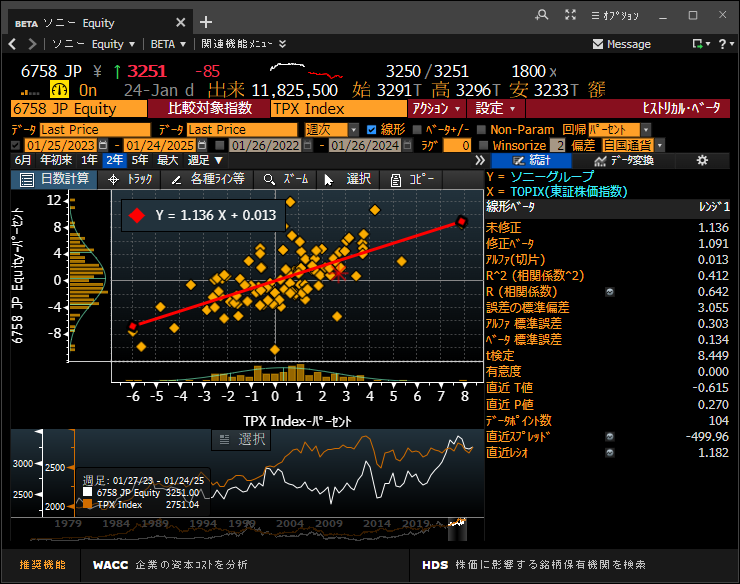 BETA ソニー Equity × +
≡ ｵﾌﾟｼｮﾝ
< > ソニー Equity ▾ BETA ▾ 関連機能ﾒﾆｭｰ Message ?
6758 JP ¥ ↑ 3251 -85 3250/3251 1800 x
0n 24-Jan d 出来 11,825,500 始 3291T 高 3296T 安 3233T 額
6758 JP Equity 比較対象指数 TPX Index ｱｸｼｮﾝ 設定 ﾋｽﾄﾘｶﾙ･ﾍﾞｰﾀ
ﾃﾞｰﾀ Last Price ﾃﾞｰﾀ Last Price 週次 線形 ﾍﾞｰﾀ+/- Non-Param 回帰 ﾊﾟｰｾﾝﾄ
01/25/2023 - 01/24/2025 01/26/2022 - 01/26/2024 ﾗｸﾞ 0 Winsorize 2 偏差 自国通貨
6月 年初来 1年 2年 5年 最大 週足 ▼ » 統計 ﾃﾞｰﾀ変換
日数計算 ﾄﾗｯｸ 各種ライン等 ｽﾞｰﾑ 選択 ｺﾋﾟｰ
Y = ソニーグループ
X = TOPIX(東証株価指数)
線形ﾍﾞｰﾀ ﾚﾝｼﾞ1
未修正 1.136
修正ﾍﾞｰﾀ 1.091
ｱﾙﾌｧ(切片) 0.013
R^2 (相関係数^2) 0.412
R (相関係数) 0.642
誤差の標準偏差 3.055
ｱﾙﾌｧ 標準誤差 0.303
ﾍﾞｰﾀ 標準誤差 0.134
t検定 8.449
有意度 0.000
直近 T値 -0.615
直近 P値 0.270
ﾃﾞｰﾀﾎﾟｲﾝﾄ数 104
直近ｽﾌﾟﾚｯﾄﾞ -499.96
直近ﾚｼｵ 1.182
Y = 1.136 X + 0.013
6758 JP Equity-ﾊﾟｰｾﾝﾄ
12
8
4
0
-4
-8
-6 -5 -4 -3 -2 -1 0 1 2 3 4 5 6 7 8
TPX Index-ﾊﾟｰｾﾝﾄ
選択
3000
2500
2500
2000
週足: 01/27/23 - 01/24/25
6758 JP Equity 3251.00
TPX Index 2751.04
1979 1984 1989 1994 1999 2004 2009 2014 2019
推奨機能 WACC 企業の資本ｺｽﾄを分析 HDS 株価に影響する銘柄保有機関を検索